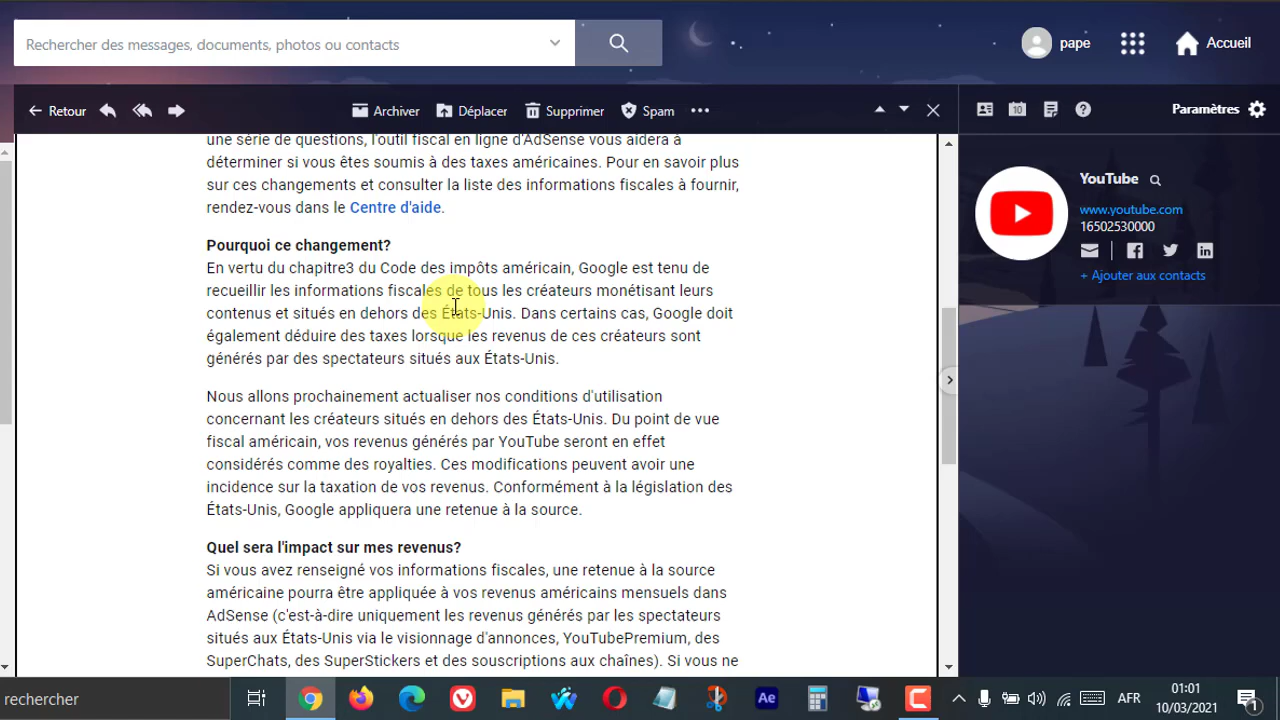 Rechercher des messages, documents, photos ou contacts
pape
Accueil
Retour
Archiver
Déplacer
Supprimer
Spam
10
Paramètres
une série de questions, l'outil fiscal en ligne d'AdSense vous aidera à
déterminer si vous êtes soumis à des taxes américaines. Pour en savoir plus
sur ces changements et consulter la liste des informations fiscales à fournir,
rendez-vous dans le Centre d'aide.
Pourquoi ce changement?
En vertu du chapitre3 du Code des impôts américain, Google est tenu de
recueillir les informations fiscales de tous les créateurs monétisant leurs
contenus et situés en dehors des États-Unis. Dans certains cas, Google doit
également déduire des taxes lorsque les revenus de ces créateurs sont
générés par des spectateurs situés aux États-Unis.
Nous allons prochainement actualiser nos conditions d'utilisation
concernant les créateurs situés en dehors des États-Unis. Du point de vue
fiscal américain, vos revenus générés par YouTube seront en effet
considérés comme des royalties. Ces modifications peuvent avoir une
incidence sur la taxation de vos revenus. Conformément à la législation des
États-Unis, Google appliquera une retenue à la source.
Quel sera l'impact sur mes revenus?
Si vous avez renseigné vos informations fiscales, une retenue à la source
américaine pourra être appliquée à vos revenus américains mensuels dans
AdSense (c'est-à-dire uniquement les revenus générés par les spectateurs
situés aux États-Unis via le visionnage d'annonces, YouTubePremium, des
SuperChats, des SuperStickers et des souscriptions aux chaînes). Si vous ne
YouTube
www.youtube.com
16502530000
+ Ajouter aux contacts
rechercher
Ae
AFR
01:01
10/03/2021
1